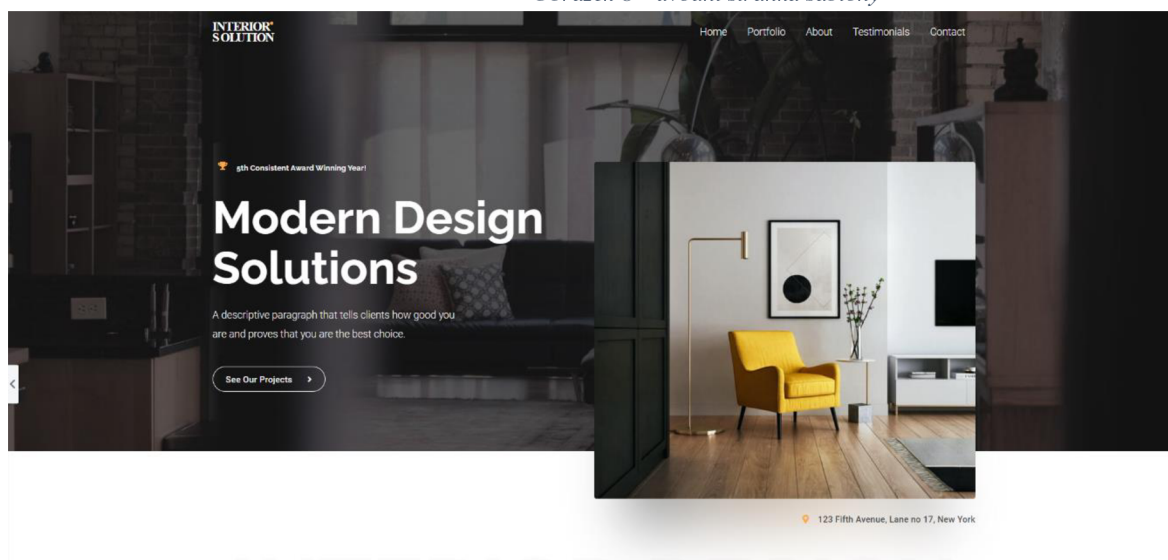 INTERIOR
SOLUTION
Home Portfolio About Testimonials Contact
5th Consistent Award Winning Year!
Modern Design
Solutions
A descriptive paragraph that tells clients how good you
are and proves that you are the best choice.
See Our Projects
123 Fifth Avenue, Lane no 17, New York